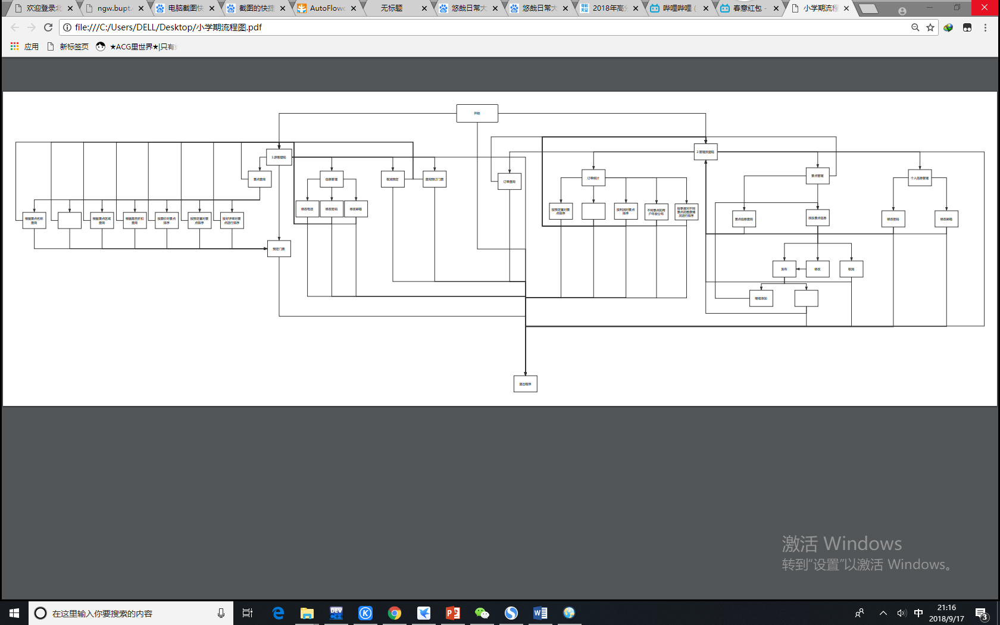 欢迎登录北
ngw.bupt.
电脑截图快
截图的快捷
AutoFlow
无标题
悠哉日常大
悠哉日常大
2018年高分
哔哩哔哩 (
春意红包 -
小学期流程
file:///C:/Users/DELL/Desktop/小学期流程图.pdf
应用
新标签页
★ACG里世界★|只有
开始
1.游客登陆
2.管理员登陆
景点查询
信息管理
取消预定
查询预订门票
订单查询
订单统计
景点管理
个人信息管理
修改电话
修改密码
修改邮箱
根据景点名称
查询
根据景点区域
查询
根据是否折扣
查询
按票价对景点
排序
按预定量对景
点排序
按好评率对景
点进行排序
按预定量对景
点排序
按利润对景点
排序
不同景点的用
户年龄分布
按季度对不同
景点的售票情
况进行排序
景点信息查询
添加景点信息
修改密码
修改邮箱
预定门票
发布
修改
取消
继续添加
退出程序
激活 Windows
转到“设置”以激活 Windows。
在这里输入你要搜索的内容
DEV
中
21:16
2018/9/17
3